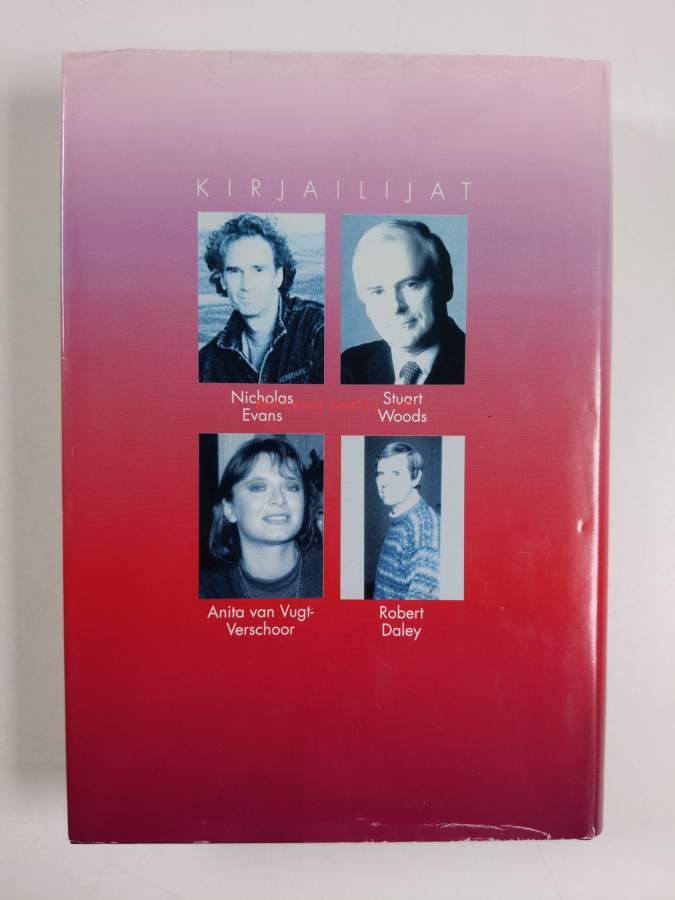 KIRJAILIJAT
Nicholas
Evans
Stuart
Woods
Anita van Vugt-
Verschoor
Robert
Daley